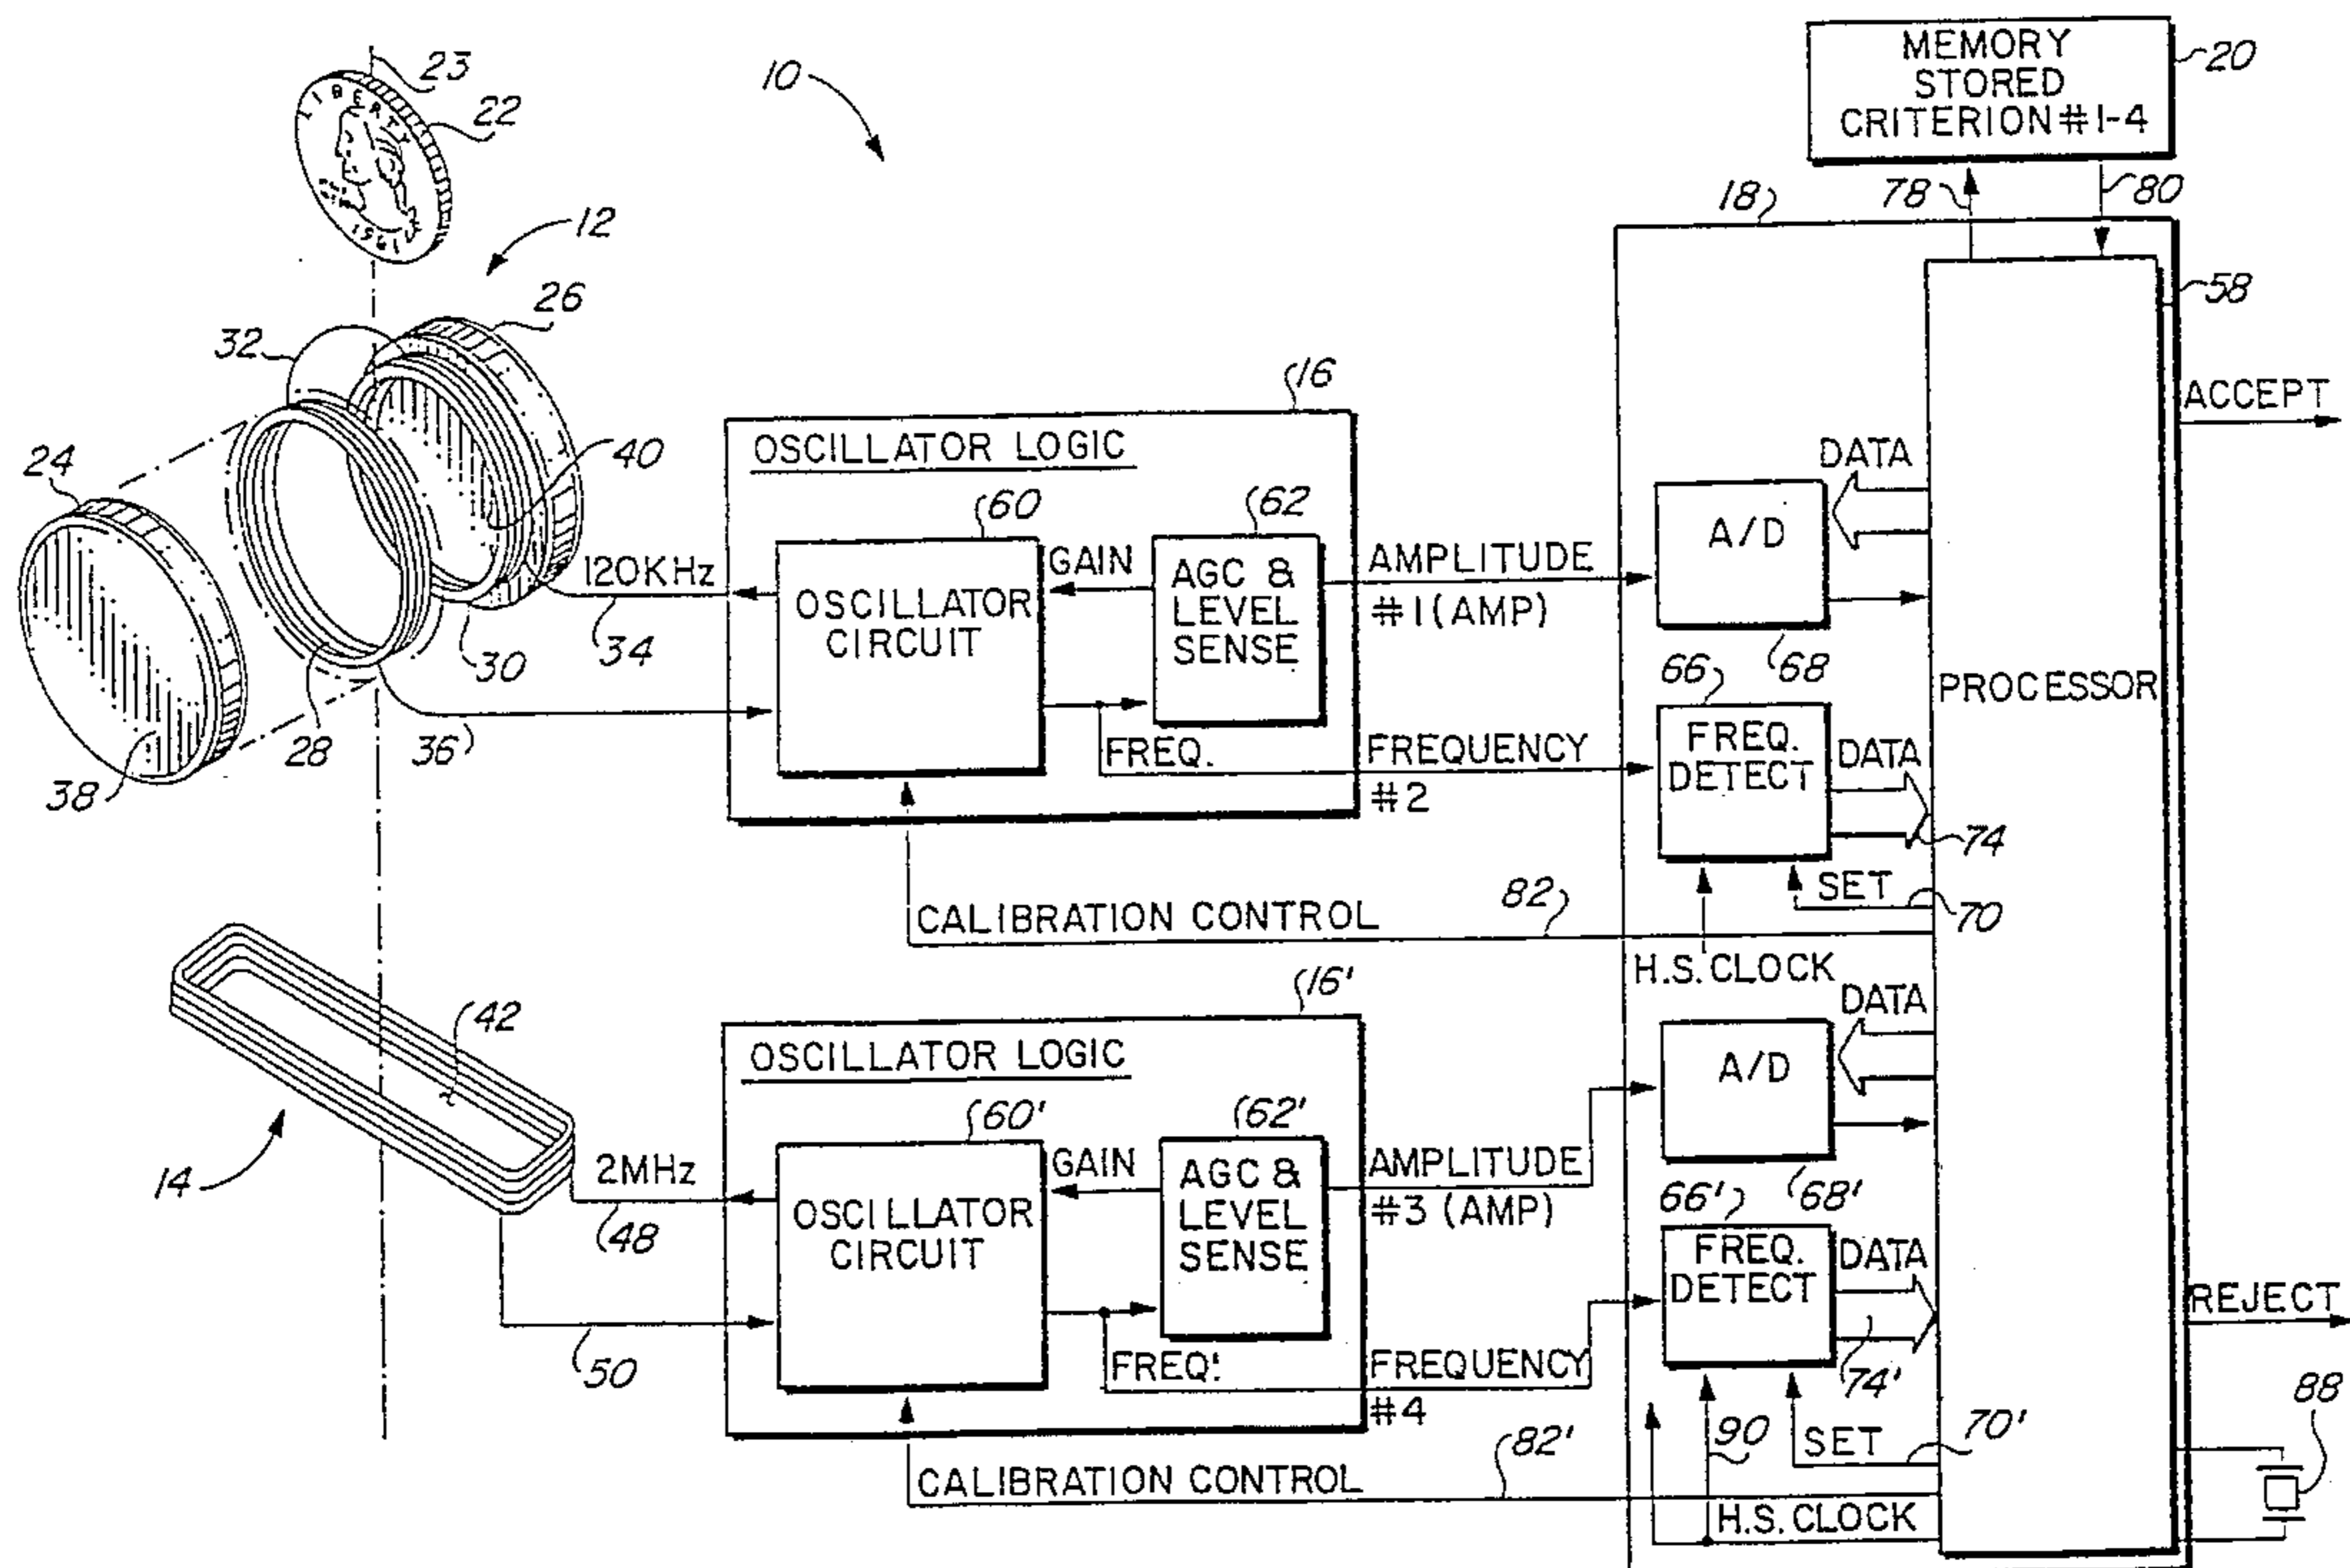 MEMORY
STORED
CRITERION #1-4
20
23
22
LIBERTY
10
18
78
80
12
58
26
32
16
ACCEPT
OSCILLATOR LOGIC
DATA
24
40
60
62
A/D
120KHz
GAIN
AGC &
LEVEL
SENSE
AMPLITUDE
#1 (AMP)
OSCILLATOR
CIRCUIT
34
30
68
66
PROCESSOR
28
36
38
FREQ.
FREQUENCY
#2
FREQ.
DETECT
DATA
74
SET
70
82
CALIBRATION CONTROL
H.S. CLOCK
16'
DATA
42
OSCILLATOR LOGIC
A/D
60'
62'
14
2MHz
48
GAIN
AGC &
LEVEL
SENSE
AMPLITUDE
#3 (AMP)
OSCILLATOR
CIRCUIT
68'
66'
FREQ.
DETECT
DATA
REJECT
50
FREQ.'
FREQUENCY
#4
74'
88
90
SET
70'
82'
CALIBRATION CONTROL
H.S. CLOCK